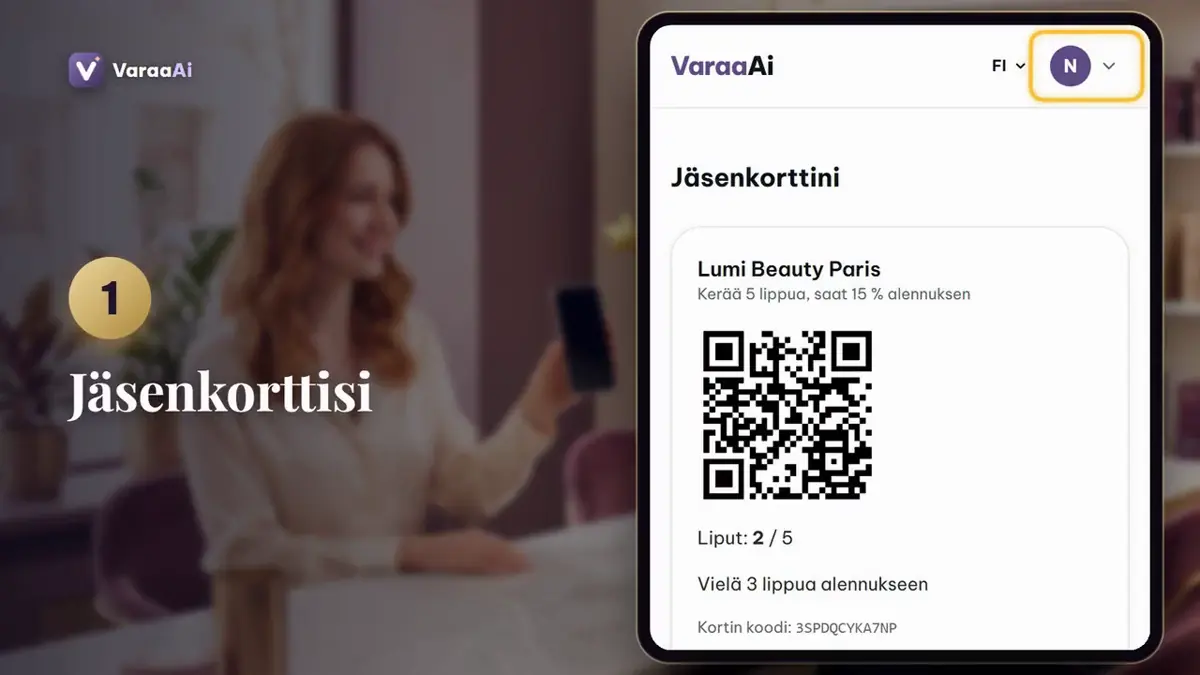 VaraaAi
1
Jäsenkorttisi
VaraaAi
FI
N
Jäsenkorttini
Lumi Beauty Paris
Kerää 5 lippua, saat 15 % alennuksen
Liput: 2 / 5
Vielä 3 lippua alennukseen
Kortin koodi: 3SPDQCYKA7NP